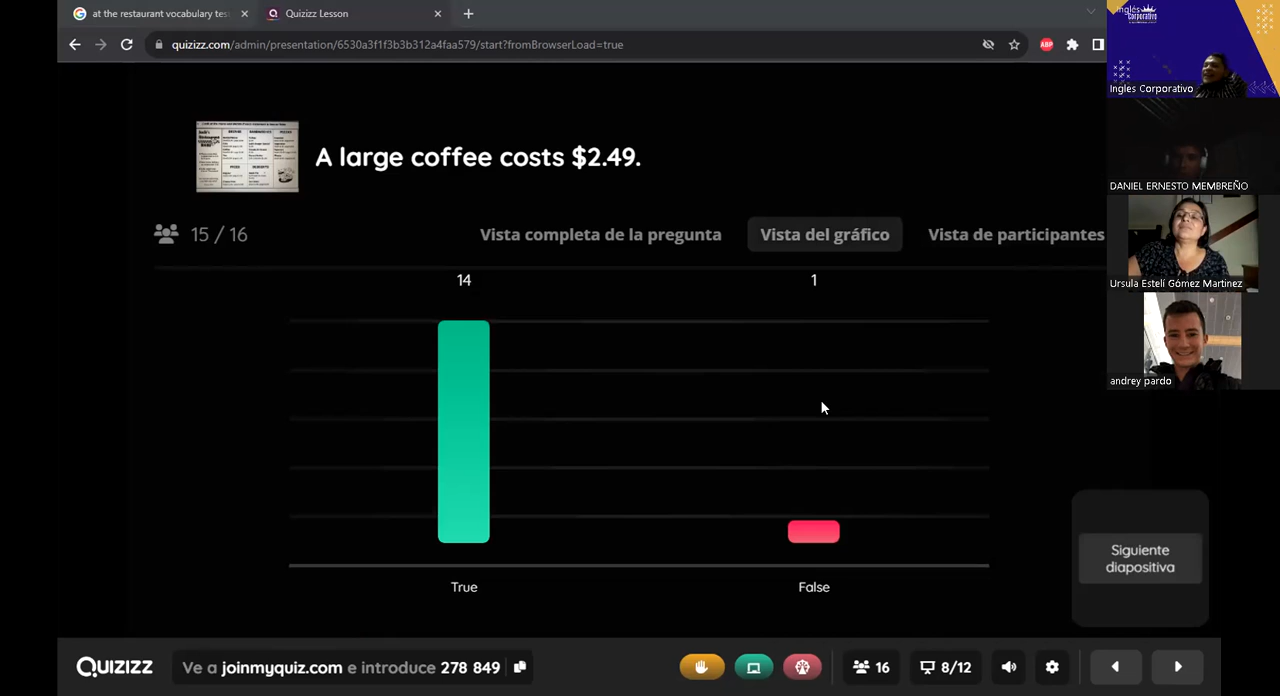 at the restaurant vocabulary tes
Quizizz Lesson
quizizz.com/admin/presentation/6530a3f1f3b3b312a4faa579/start?fromBrowserLoad=true
ABP
Inglés
Corporativo
Ingles Corporativo
A large coffee costs $2.49.
DANIEL ERNESTO MEMBREÑO
15 / 16
Vista completa de la pregunta
Vista del gráfico
Vista de participantes
Ursula Estelí Gómez Martinez
14
1
andrey pardo
True
False
Siguiente
diapositiva
Quizizz
Ve a joinmyquiz.com e introduce 278 849
16
8/12